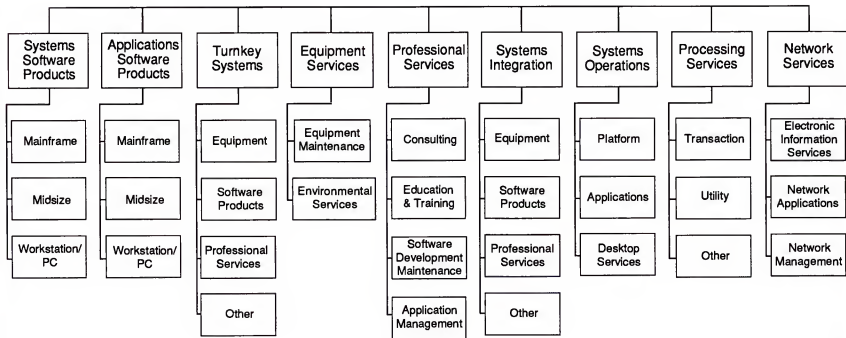 Systems
Software
Products
Applications
Software
Products
Turnkey
Systems
Equipment
Services
Professional
Services
Systems
Integration
Systems
Operations
Processing
Services
Network
Services
Mainframe
Midsize
Workstation/
PC
Mainframe
Midsize
Workstation/
PC
Equipment
Software
Products
Professional
Services
Other
Equipment
Maintenance
Environmental
Services
Consulting
Education
& Training
Software
Development
Maintenance
Application
Management
Equipment
Software
Products
Professional
Services
Other
Platform
Applications
Desktop
Services
Transaction
Utility
Other
Electronic
Information
Services
Network
Applications
Network
Management